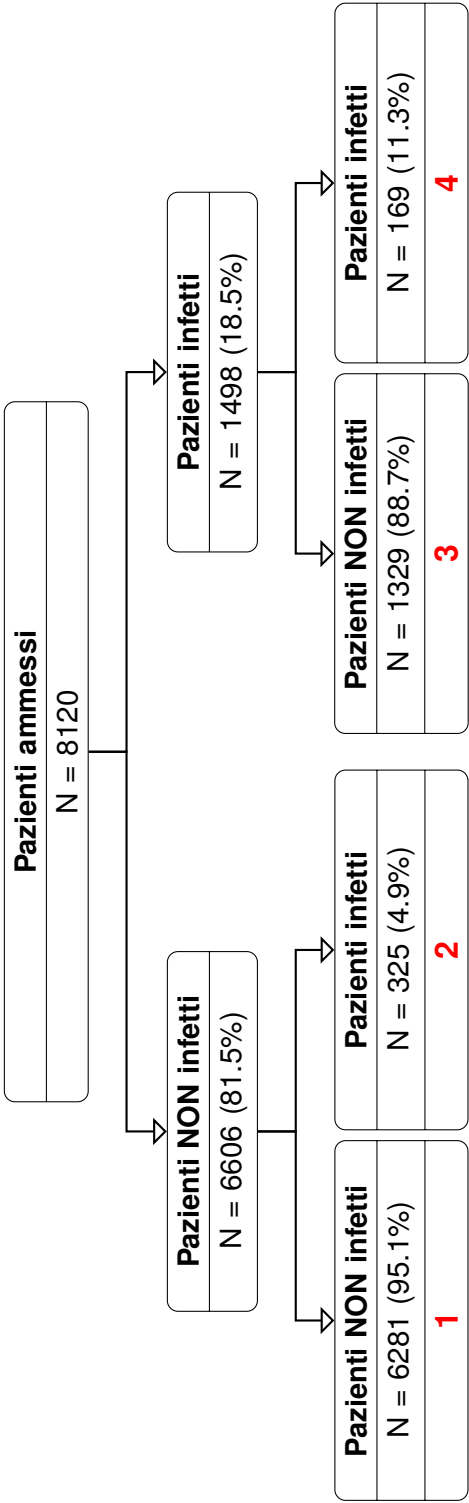 Pazienti ammessi
N = 8120
Pazienti NON infetti
N = 6606 (81.5%)
Pazienti infetti
N = 1498 (18.5%)
Pazienti NON infetti
N = 6281 (95.1%)
1
Pazienti infetti
N = 325 (4.9%)
2
Pazienti NON infetti
N = 1329 (88.7%)
3
Pazienti infetti
N = 169 (11.3%)
4